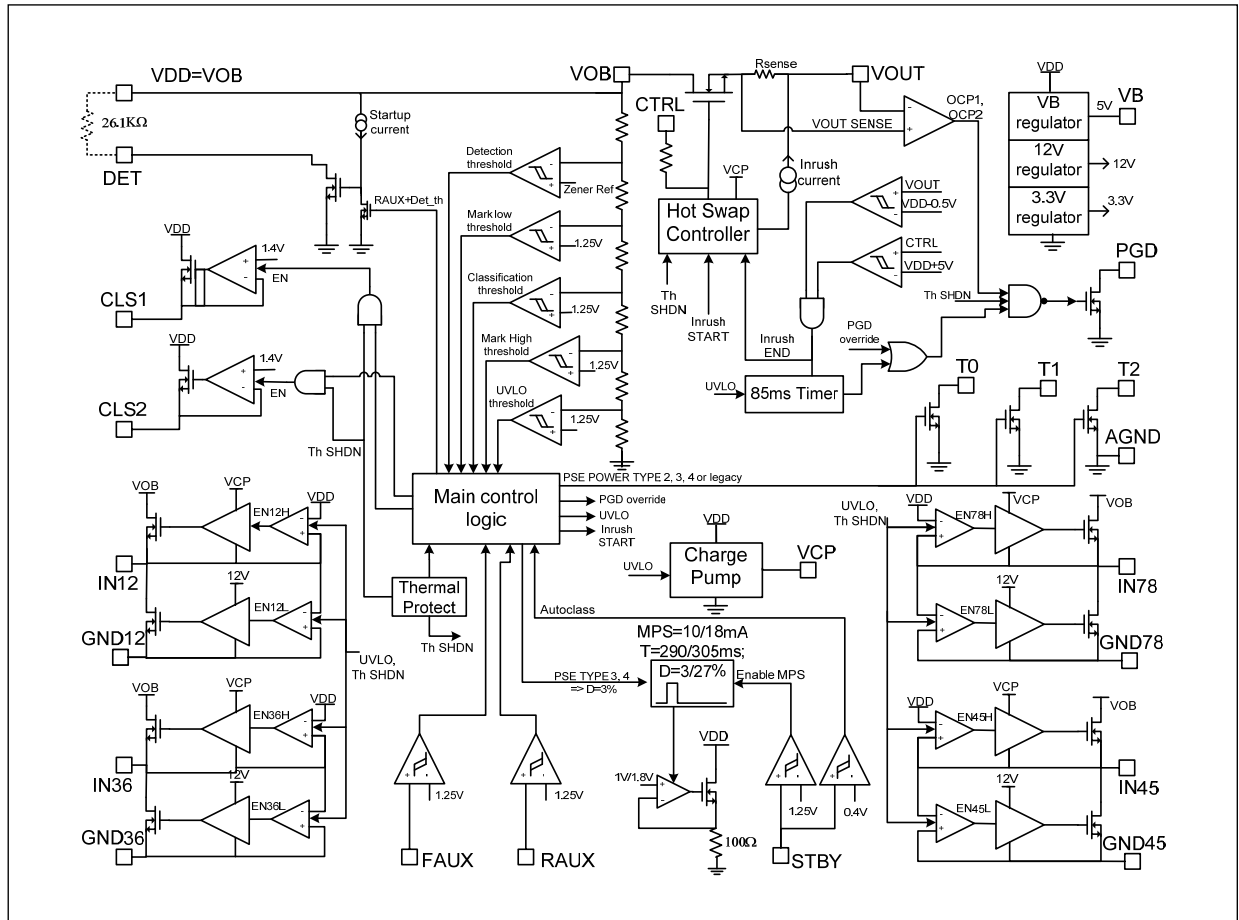 VDD=VOB
26.1KΩ
DET
Startup
current
RAUX+Det_th
VOB
Rsense
VOUT
CTRL
VOUT SENSE
OCP1,
OCP2
VCP
Inrush
current
Hot Swap
Controller
Th
SHDN
Inrush
START
Inrush
END
VOUT
VDD-0.5V
CTRL
VDD+5V
VDD
VB
regulator
5V
VB
12V
regulator
12V
3.3V
regulator
3.3V
PGD
Th SHDN
PGD
override
UVLO
85ms Timer
Detection
threshold
Zener Ref
Mark low
threshold
1.25V
Classification
threshold
1.25V
Mark High
threshold
1.25V
UVLO
threshold
1.25V
VDD
1.4V
EN
CLS1
VDD
1.4V
EN
CLS2
Th SHDN
T0
T1
T2
AGND
PSE POWER TYPE 2, 3, 4 or legacy
Main control
logic
PGD override
UVLO
Inrush
START
Thermal
Protect
Th SHDN
VDD
UVLO
Charge
Pump
VCP
VOB
VCP
VDD
EN12H
IN12
12V
EN12L
GND12
UVLO,
Th SHDN
VOB
VCP
VDD
EN36H
IN36
12V
EN36L
GND36
Autoclass
MPS=10/18mA
T=290/305ms;
D=3/27%
PSE TYPE 3, 4
=> D=3%
Enable MPS
VDD
1V/1.8V
100Ω
1.25V
FAUX
1.25V
RAUX
1.25V
0.4V
STBY
UVLO,
Th SHDN
VDD
VCP
VOB
EN78H
IN78
12V
EN78L
GND78
VDD
VCP
VOB
EN45H
IN45
12V
EN45L
GND45